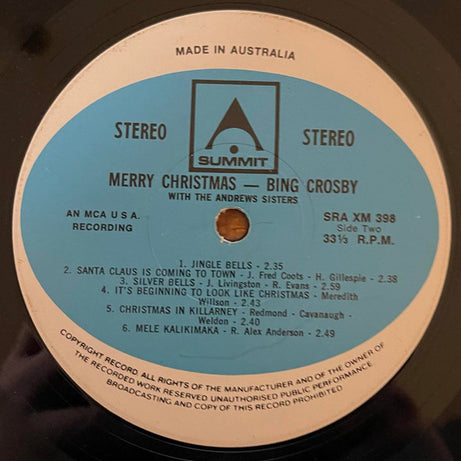 MADE IN AUSTRALIA
STEREO
STEREO
SUMMIT
MERRY CHRISTMAS — BING CROSBY
WITH THE ANDREWS SISTERS
AN MCA U S A.
RECORDING
SRA XM 398
Side Two
33⅓ R.P.M.
1. JINGLE BELLS - 2.35
2. SANTA CLAUS IS COMING TO TOWN - J. Fred Coots - H. Gillespie - 2.38
3. SILVER BELLS - J. Livingston - R. Evans - 2.59
4. IT'S BEGINNING TO LOOK LIKE CHRISTMAS - Meredith
Willson - 2.43
5. CHRISTMAS IN KILLARNEY - Redmond - Cavanaugh -
Weldon - 2.40
6. MELE KALIKIMAKA - R. Alex Anderson - 2.49
COPYRIGHT RECORD ALL RIGHTS OF THE MANUFACTURER AND OF THE OWNER OF
THE RECORDED WORK RESERVED UNAUTHORISED PUBLIC PERFORMANCE
BROADCASTING AND COPY OF THIS RECORD PROHIBITED